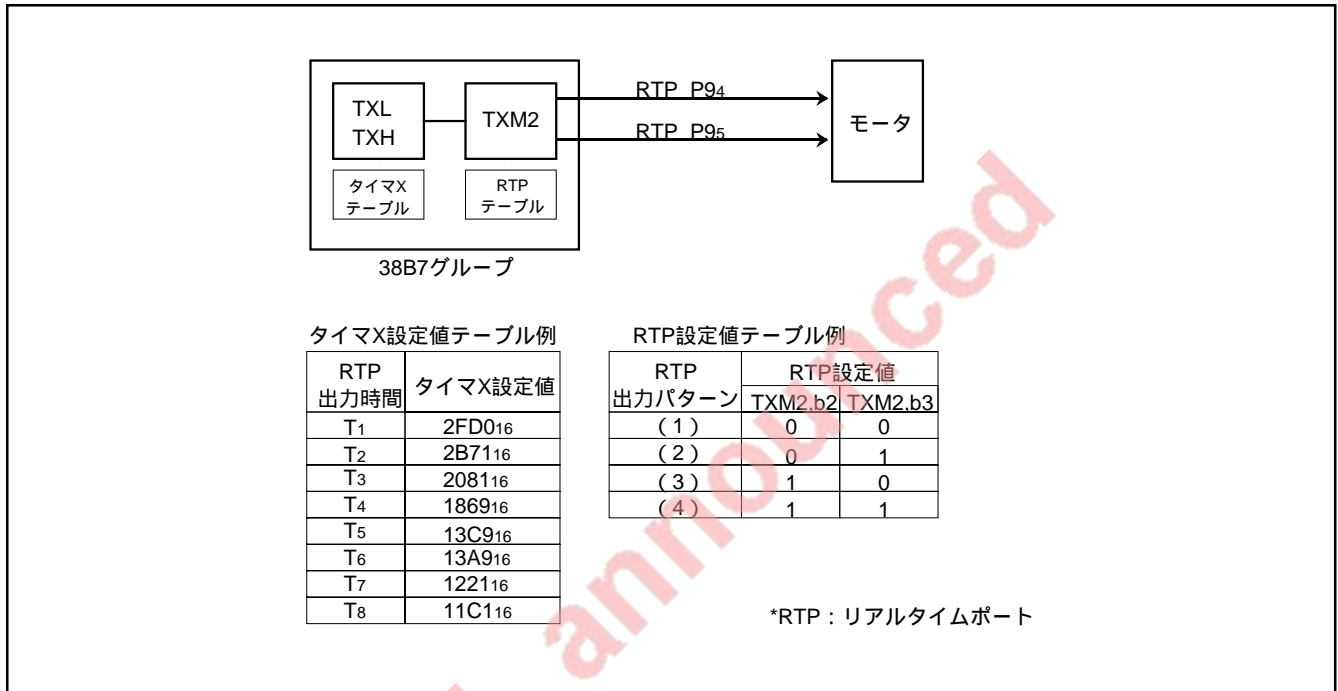 TXL
TXH
TXM2
タイマX
テーブル
RTP
テーブル
RTP P94
RTP P95
モータ
38B7グループ
タイマX設定値テーブル例
RTP
出力時間 タイマX設定値
T1 2FD016
T2 2B7116
T3 208116
T4 186916
T5 13C916
T6 13A916
T7 122116
T8 11C116
RTP設定値テーブル例
RTP
出力パターン RTP設定値
TXM2,b2 TXM2,b3
（1） 0 0
（2） 0 1
（3） 1 0
（4） 1 1
*RTP：リアルタイムポート
announced